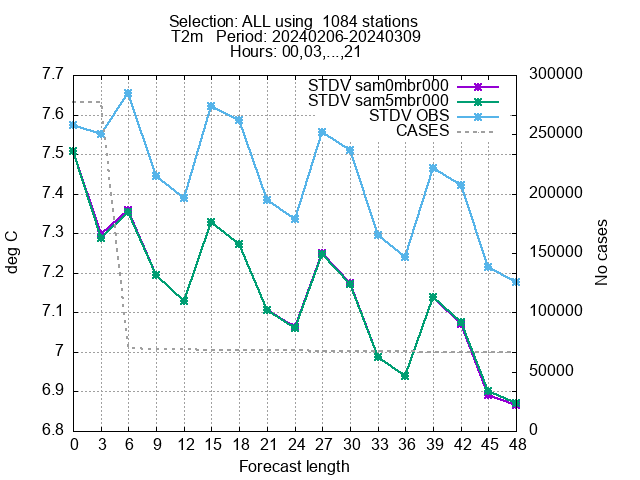 Selection: ALL using  1084 stations
T2m   Period: 20240206-20240309
Hours: 00,03,...,21
STDV sam0mbr000
STDV sam5mbr000
STDV OBS
CASES
7.7
7.6
7.5
7.4
7.3
7.2
7.1
7
6.9
6.8
deg C
300000
250000
200000
150000
100000
50000
0
No cases
0 3 6 9 12 15 18 21 24 27 30 33 36 39 42 45 48
Forecast length